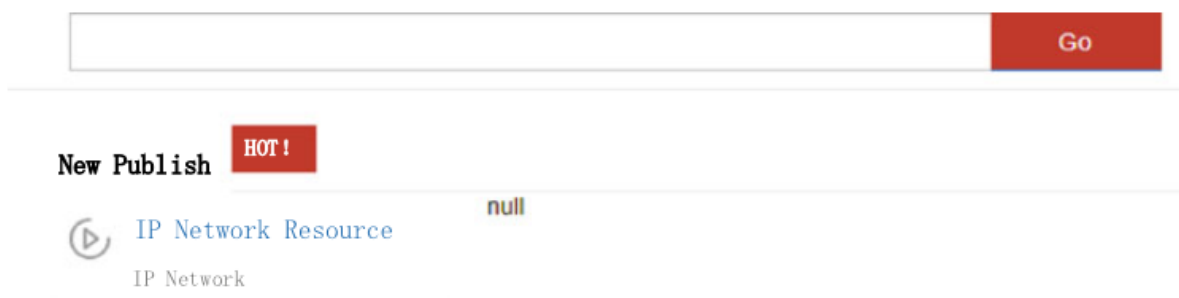 Go
New Publish HOT!
null
IP Network Resource
IP Network